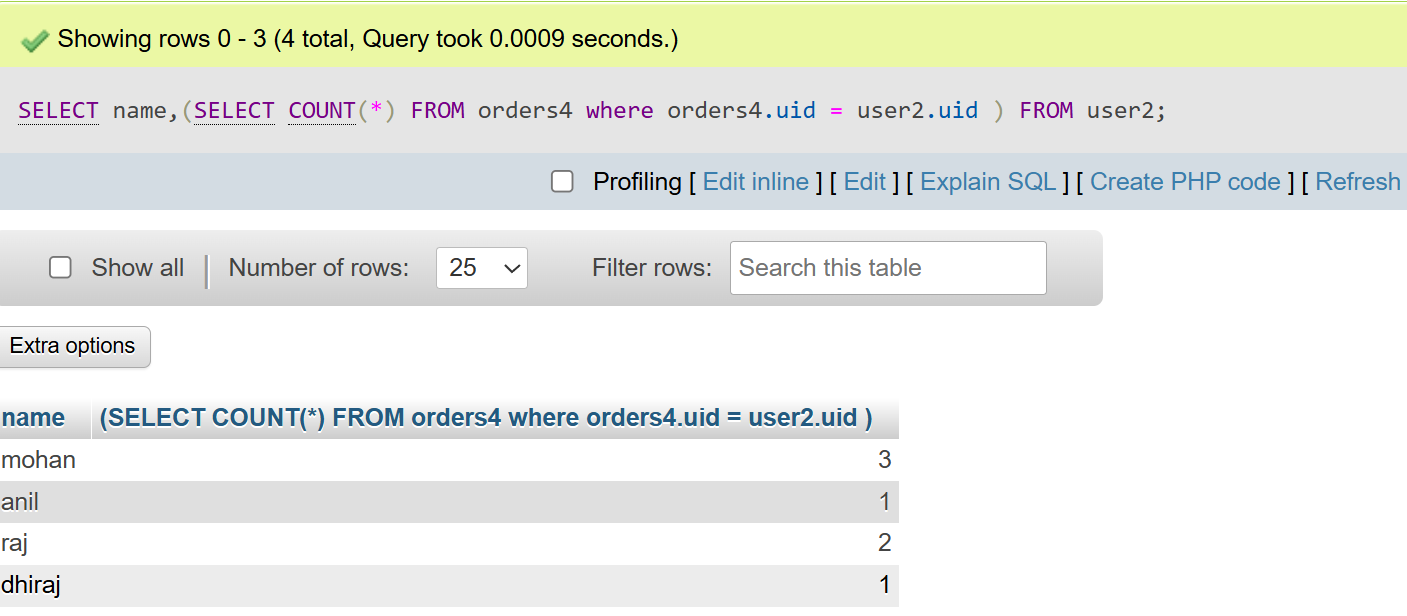 Showing rows 0 - 3 (4 total, Query took 0.0009 seconds.)
SELECT name,(SELECT COUNT(*) FROM orders4 where orders4.uid = user2.uid ) FROM user2;
Profiling [ Edit inline ] [ Edit ] [ Explain SQL ] [ Create PHP code ] [ Refresh
Show all Number of rows: 25 Filter rows: Search this table
Extra options
name (SELECT COUNT(*) FROM orders4 where orders4.uid = user2.uid )
mohan 3
anil 1
raj 2
dhiraj 1